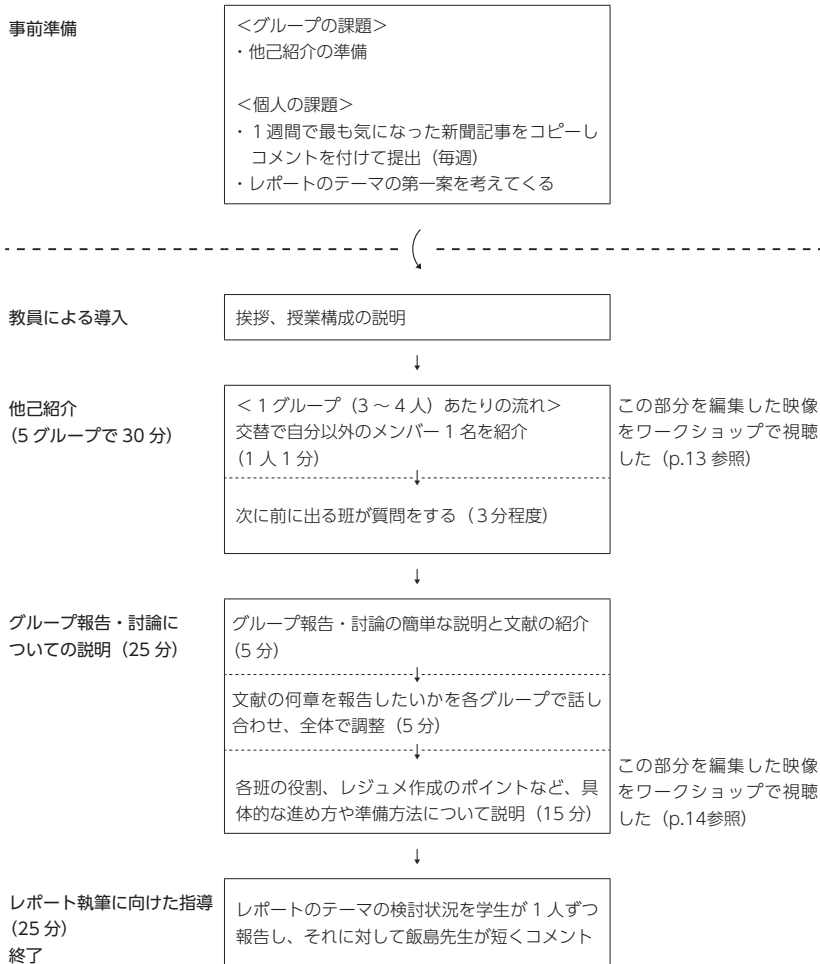 事前準備
＜グループの課題＞
・他己紹介の準備
＜個人の課題＞
・１週間で最も気になった新聞記事をコピーし
コメントを付けて提出（毎週）
・レポートのテーマの第一案を考えてくる
教員による導入
挨拶、授業構成の説明
他己紹介
(5 グループで 30 分)
＜１グループ（3 ～ 4 人）あたりの流れ＞
交替で自分以外のメンバー 1 名を紹介
(1 人 1 分)
次に前に出る班が質問をする（３分程度）
この部分を編集した映像
をワークショップで視聴
した（p.13 参照）
グループ報告・討論に
ついての説明（25 分）
グループ報告・討論の簡単な説明と文献の紹介
(5 分)
文献の何章を報告したいかを各グループで話し
合わせ、全体で調整（5 分）
各班の役割、レジュメ作成のポイントなど、具
体的な進め方や準備方法について説明（15 分）
この部分を編集した映像
をワークショップで視聴
した（p.14参照）
レポート執筆に向けた指導
（25 分）
終了
レポートのテーマの検討状況を学生が 1 人ずつ
報告し、それに対して飯島先生が短くコメント